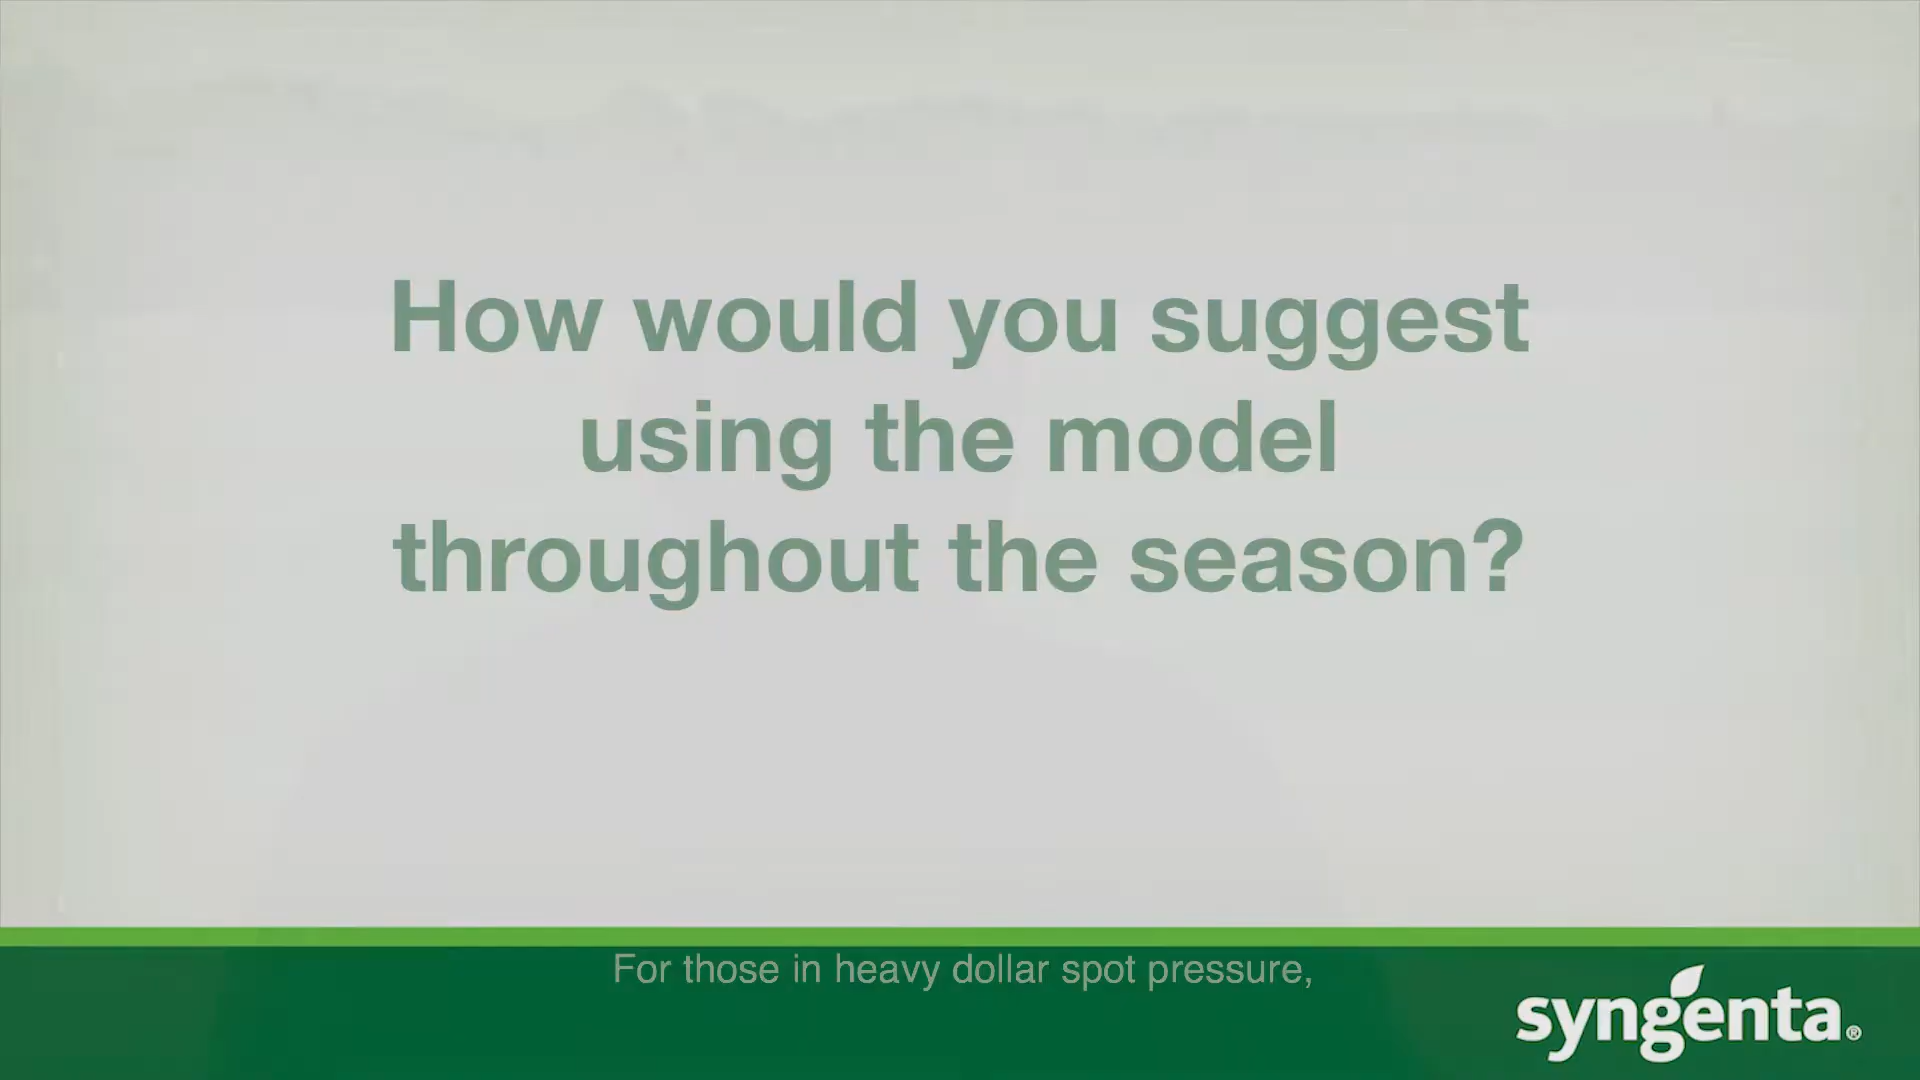 How would you suggest
using the model
throughout the season?
For those in heavy dollar spot pressure,
syngenta®